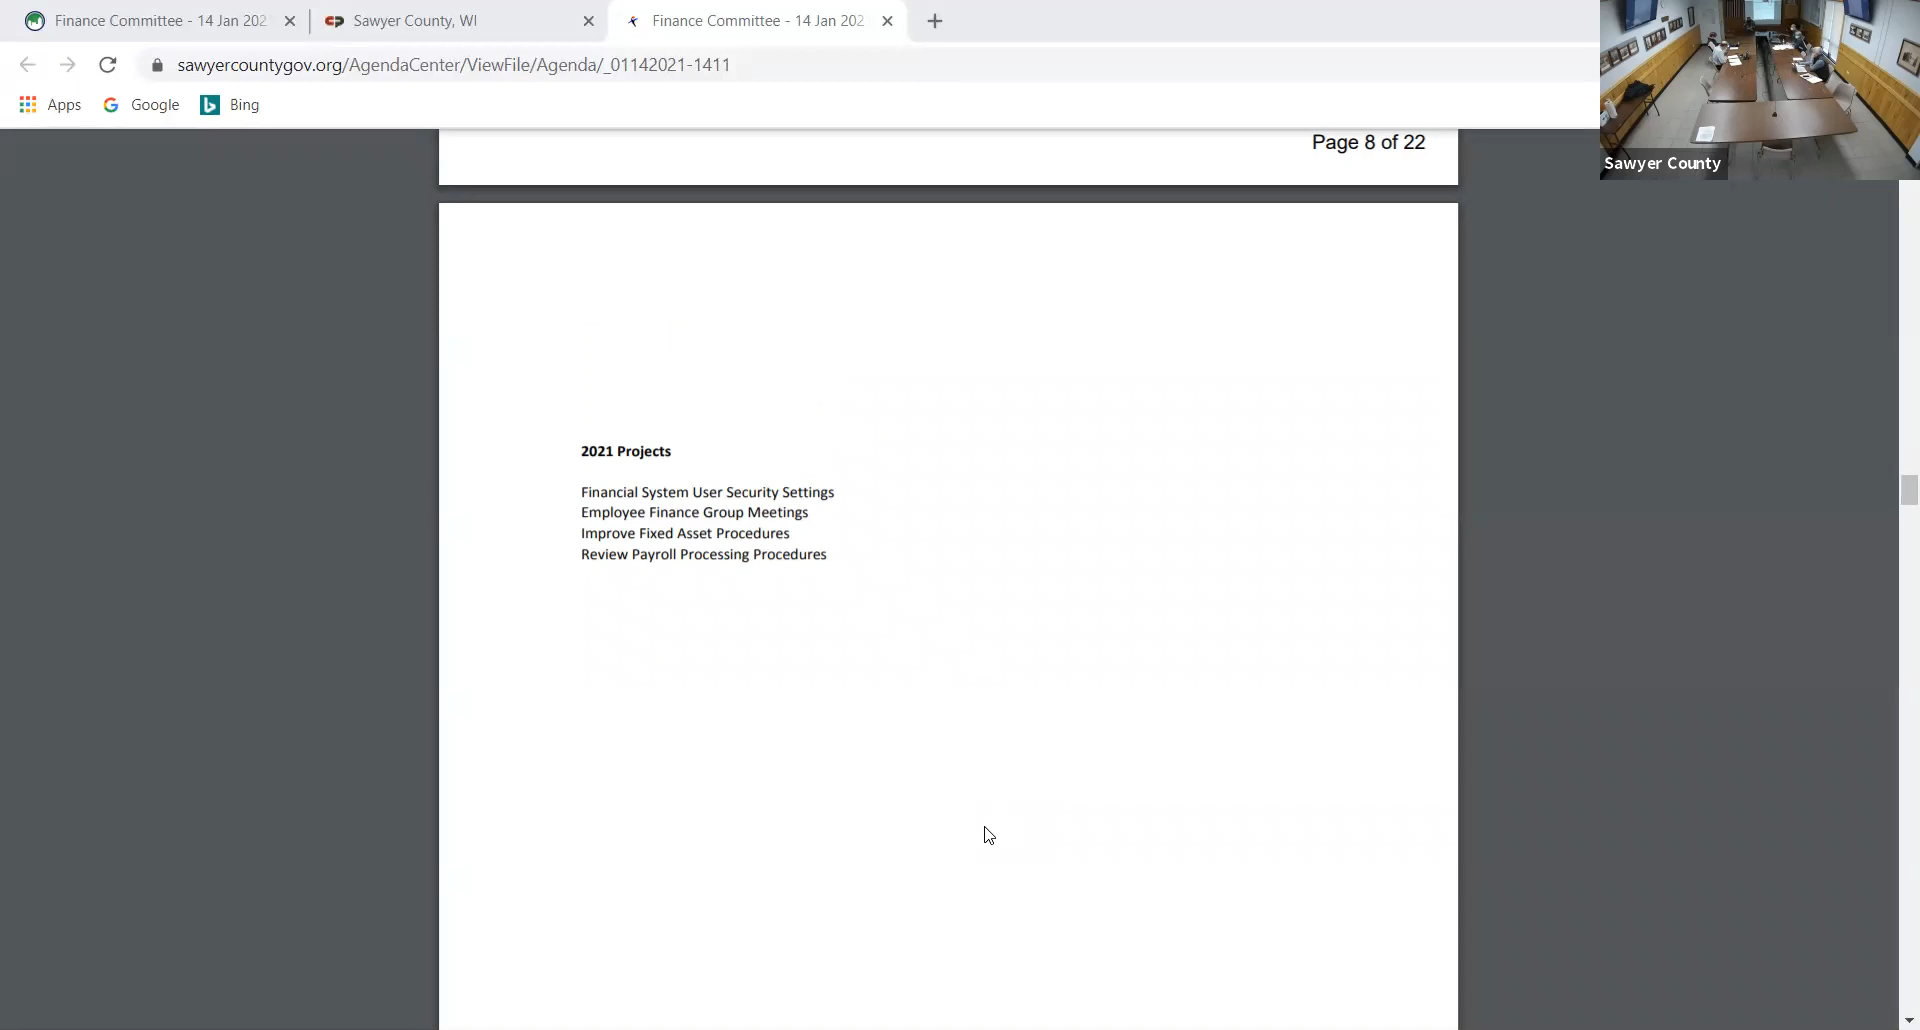 Finance Committee - 14 Jan 202
Sawyer County, WI
Finance Committee - 14 Jan 202
sawyercountygov.org/AgendaCenter/ViewFile/Agenda/_01142021-1411
Apps
Google
Bing
Sawyer County
Page 8 of 22
2021 Projects
Financial System User Security Settings
Employee Finance Group Meetings
Improve Fixed Asset Procedures
Review Payroll Processing Procedures